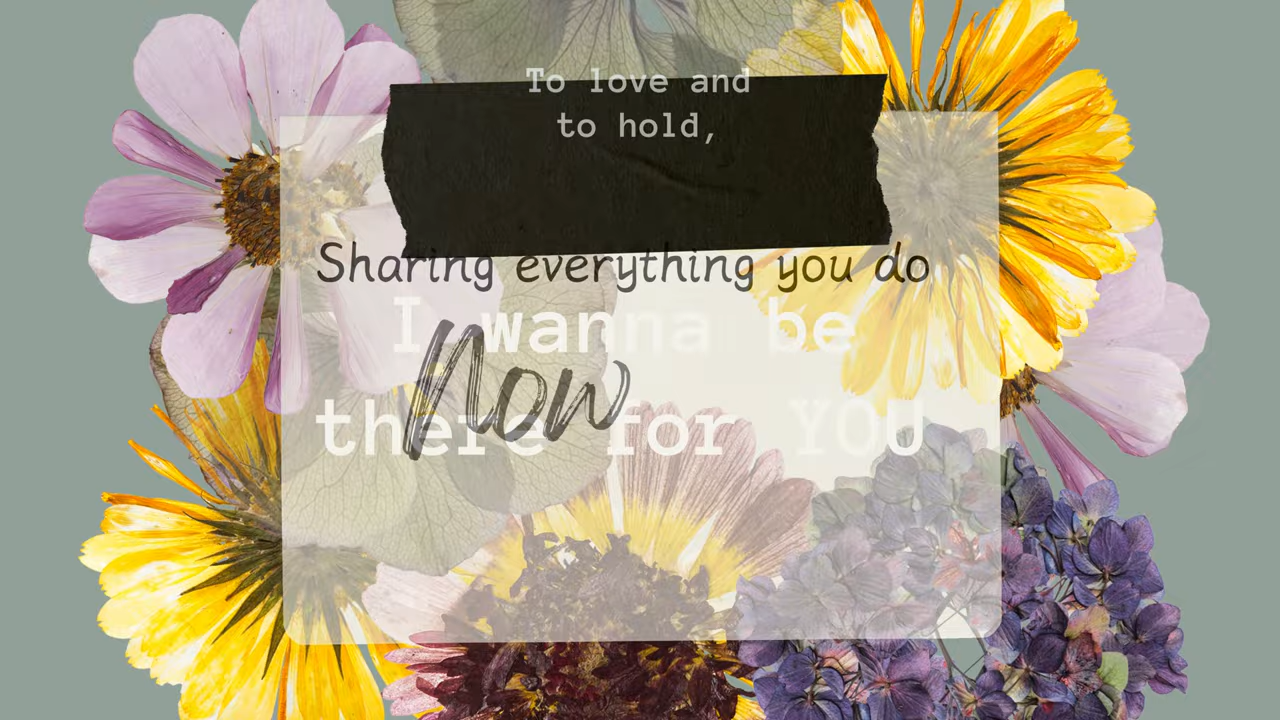 To love and
to hold,
Sharing everything you do
I wanna be
Now
there for YOU